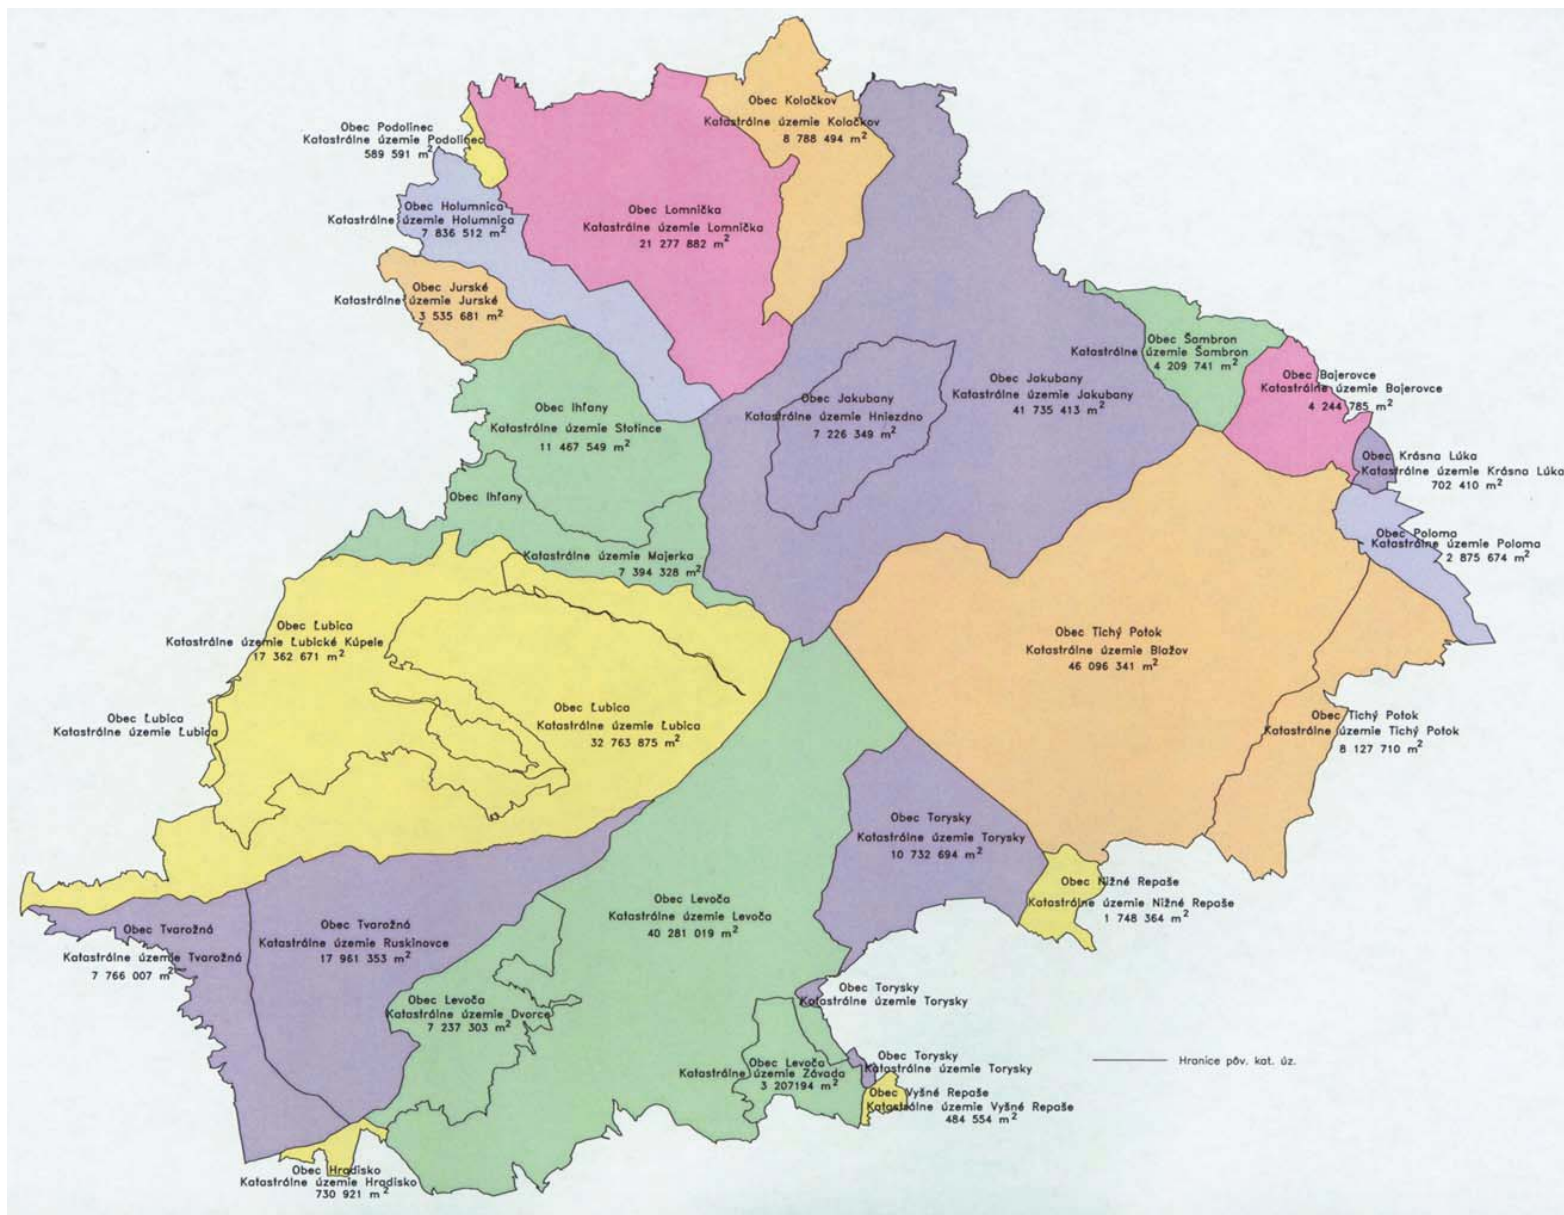 Obec Kolačkov
Katastrálne územie Kolačkov
8 788 494 m²
Obec Podolínec
Katastrálne územie Podolínec
589 591 m²
Obec Holumnica
Katastrálne územie Holumnica
7 836 512 m²
Obec Lomnička
Katastrálne územie Lomnička
21 277 882 m²
Obec Jurské
Katastrálne územie Jurské
3 535 681 m²
Obec Šambron
Katastrálne územie Šambron
4 209 741 m²
Obec Bajerovce
Katastrálne územie Bajerovce
4 244 785 m²
Obec Jakubany
Katastrálne územie Jakubany
41 735 413 m²
Obec Jakubany
Katastrálne územie Hniezdno
7 226 349 m²
Obec Ihľany
Katastrálne územie Stotince
11 467 549 m²
Obec Krásna Lúka
Katastrálne územie Krásna Lúka
702 410 m²
Obec Ihľany
Katastrálne územie Majerka
7 394 328 m²
Obec Poloma
Katastrálne územie Poloma
2 875 674 m²
Obec Ľubica
Katastrálne územie Ľubické Kúpele
17 362 671 m²
Obec Tichý Potok
Katastrálne územie Blažov
46 096 341 m²
Obec Ľubica
Katastrálne územie Ľubica
Obec Ľubica
Katastrálne územie Ľubica
32 763 875 m²
Obec Tichý Potok
Katastrálne územie Tichý Potok
8 127 710 m²
Obec Torysky
Katastrálne územie Torysky
10 732 694 m²
Obec Nižné Repaše
Katastrálne územie Nižné Repaše
1 748 364 m²
Obec Levoča
Katastrálne územie Levoča
40 281 019 m²
Obec Tvarožná
Katastrálne územie Tvarožná
7 766 007 m²
Obec Tvarožná
Katastrálne územie Ruskinovce
17 961 353 m²
Obec Levoča
Katastrálne územie Dvorce
7 237 303 m²
Obec Torysky
Katastrálne územie Torysky
Obec Torysky
Katastrálne územie Torysky
Hranice pôv. kat. úz.
Obec Levoča
Katastrálne územie Závada
3 207194 m²
Obec Vyšné Repaše
Katastrálne územie Vyšné Repaše
484 554 m²
Obec Hradisko
Katastrálne územie Hradisko
730 921 m²